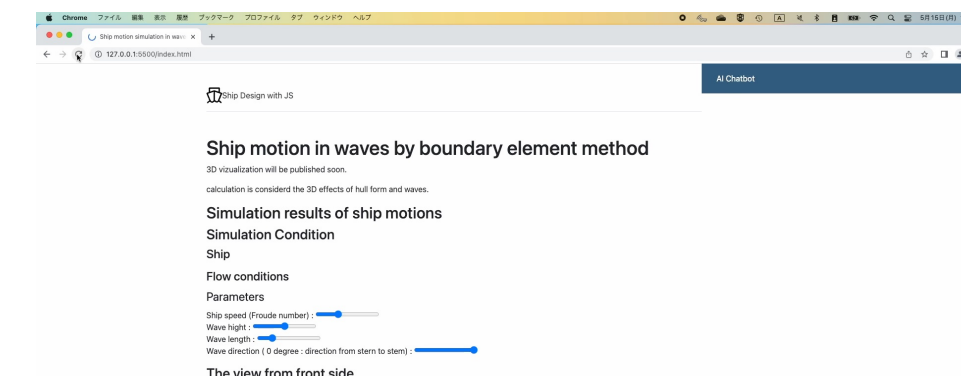 Chrome ファイル 編集 表示 履歴 ブックマーク プロファイル タブ ウィンドウ ヘルプ 5月15日(月)
Ship motion simulation in wave
127.0.0.1:5500/index.html
AI Chatbot
Ship Design with JS
Ship motion in waves by boundary element method
3D vizualization will be published soon.
calculation is considerd the 3D effects of hull form and waves.
Simulation results of ship motions
Simulation Condition
Ship
Flow conditions
Parameters
Ship speed (Froude number) :
Wave hight :
Wave length :
Wave direction ( 0 degree : direction from stern to stem) :
The view from front side